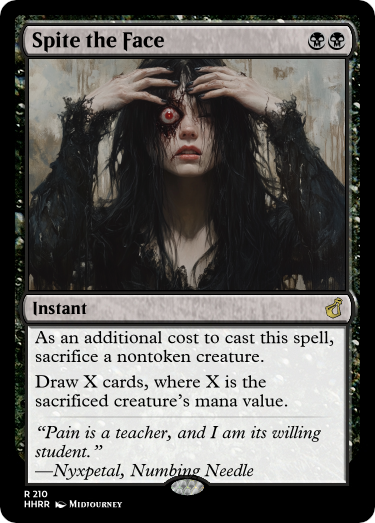 Spite the Face
Instant
As an additional cost to cast this spell,
sacrifice a nontoken creature.
Draw X cards, where X is the
sacrificed creature's mana value.
“Pain is a teacher, and I am its willing
student.”
—Nyxpetal, Numbing Needle
R 210
HHRR MIDJOURNEY